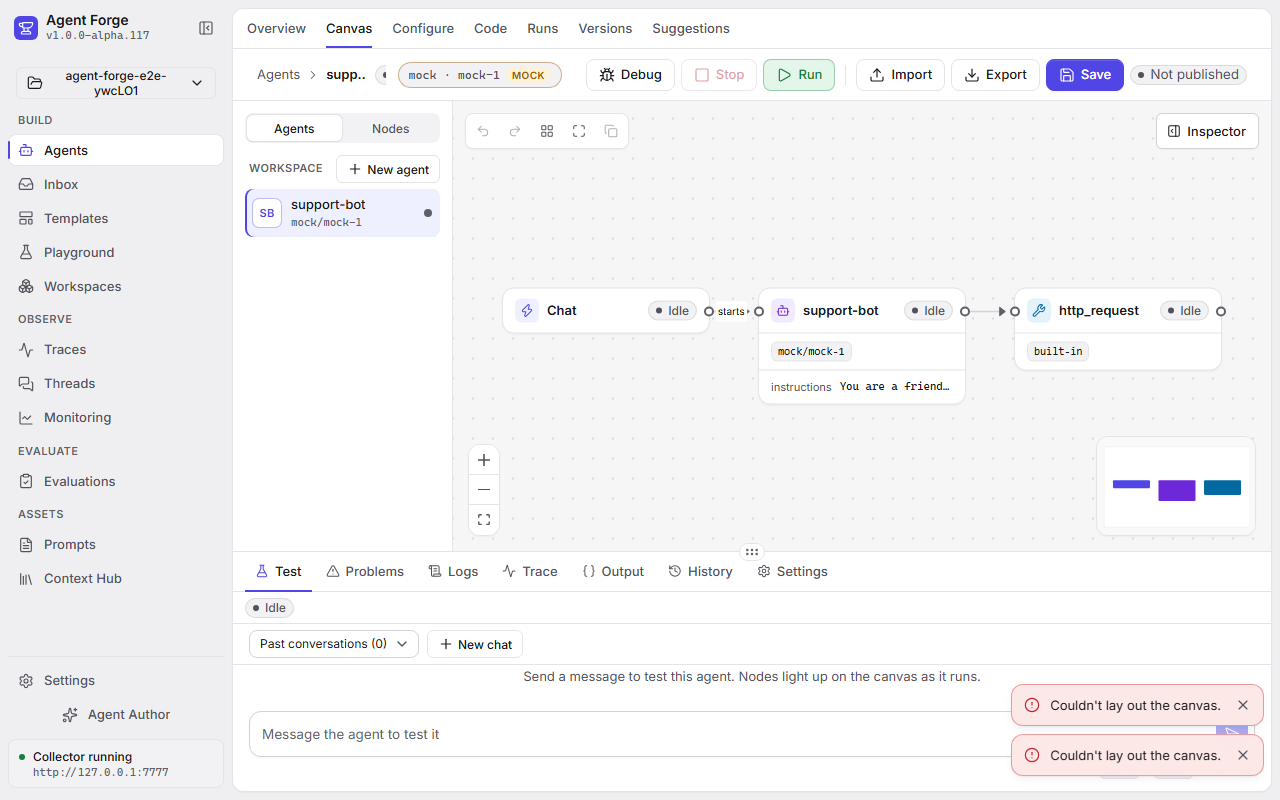 Agent Forge
v1.0.0-alpha.117
agent-forge-e2e-
ywcLO1
BUILD
Agents
Inbox
Templates
Playground
Workspaces
OBSERVE
Traces
Threads
Monitoring
EVALUATE
Evaluations
ASSETS
Prompts
Context Hub
Settings
Agent Author
Collector running
http://127.0.0.1:7777
Overview Canvas Configure Code Runs Versions Suggestions
Agents > supp.. mock · mock-1 MOCK Debug Stop Run Import Export Save Not published
Agents Nodes
WORKSPACE New agent
SB support-bot
mock/mock-1
Inspector
Chat Idle
starts
support-bot Idle
mock/mock-1
instructions You are a friend…
http_request Idle
built-in
Test Problems Logs Trace Output History Settings
Idle
Past conversations (0) New chat
Send a message to test this agent. Nodes light up on the canvas as it runs.
Message the agent to test it
Couldn't lay out the canvas.
Couldn't lay out the canvas.